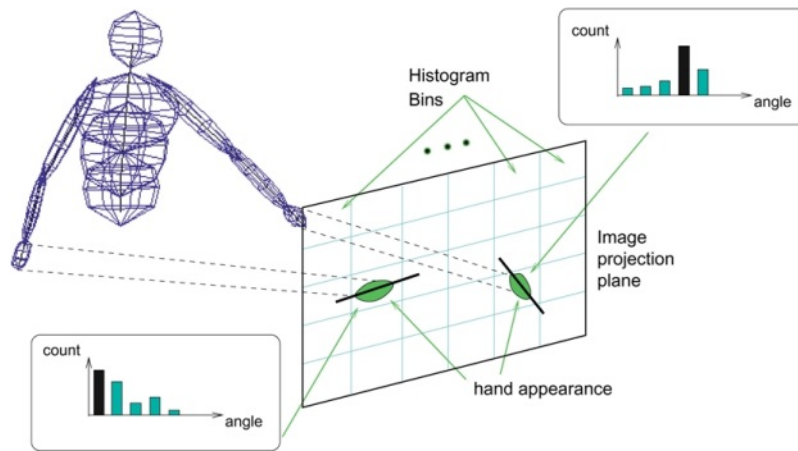 count
angle
Histogram
Bins
Image
projection
plane
hand appearance
count
angle